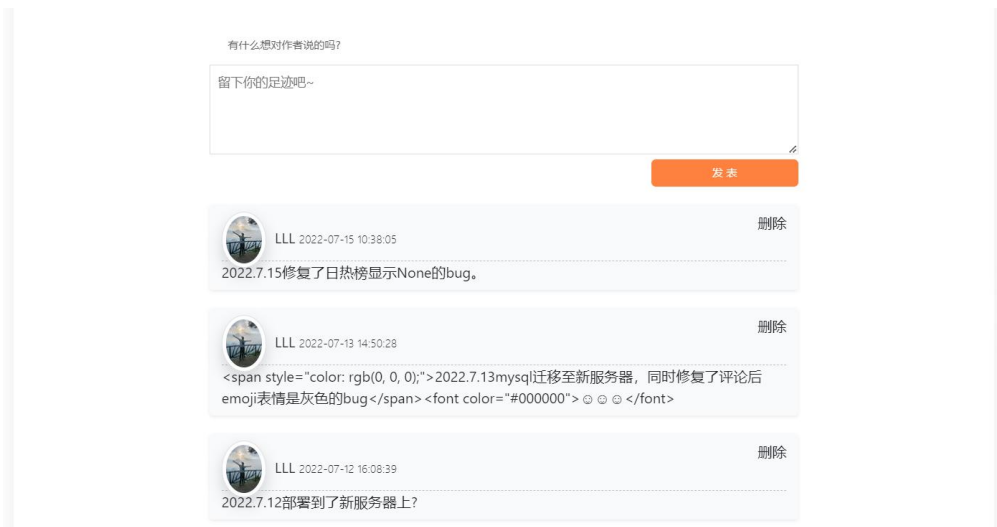 有什么想对作者说的吗?
留下你的足迹吧~
发 表
LLL 2022-07-15 10:38:05 删除
2022.7.15修复了日热榜显示None的bug。
LLL 2022-07-13 14:50:28 删除
<span style="color: rgb(0, 0, 0);">2022.7.13mysql迁移至新服务器，同时修复了评论后
emoji表情是灰色的bug</span><font color="#000000">☺☺☺</font>
LLL 2022-07-12 16:08:39 删除
2022.7.12部署到了新服务器上?